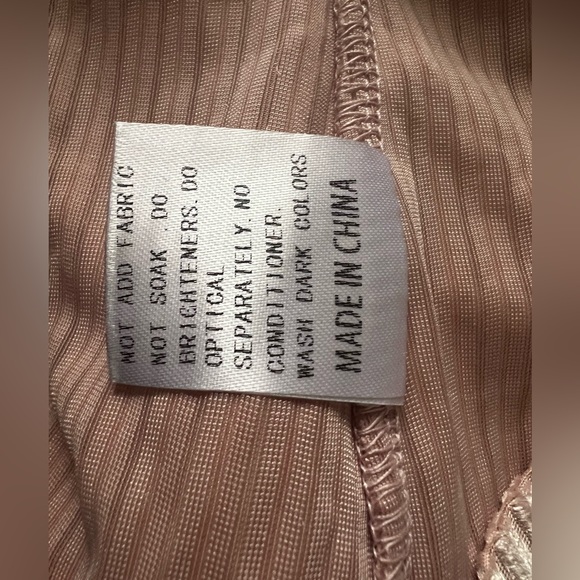 NOT ADD FABRIC
NOT SOAK .DO
BRIGHTENERS.DO
OPTICAL
SEPARATELY.NO
CONDITIONER.
WASH DARK COLORS
MADE IN CHINA